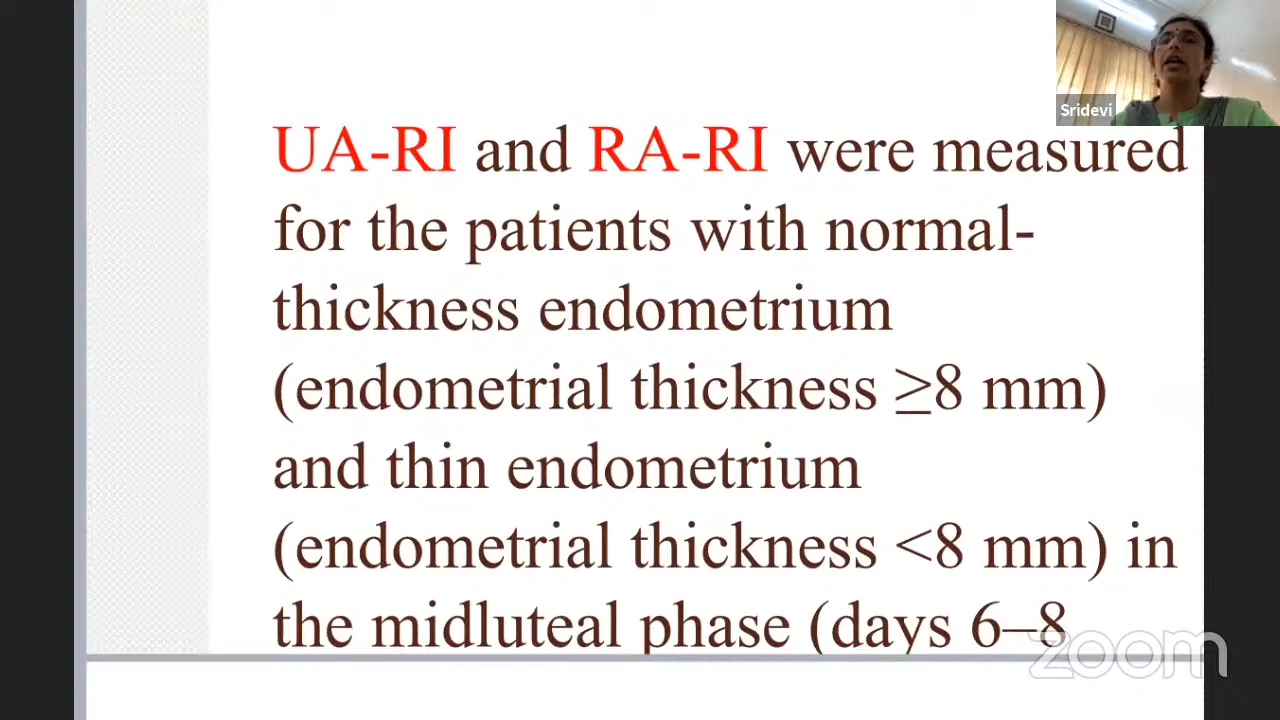 Sridevi
UA-RI and RA-RI were measured
for the patients with normal-
thickness endometrium
(endometrial thickness ≥8 mm)
and thin endometrium
(endometrial thickness <8 mm) in
the midluteal phase (days 6–8
zoom